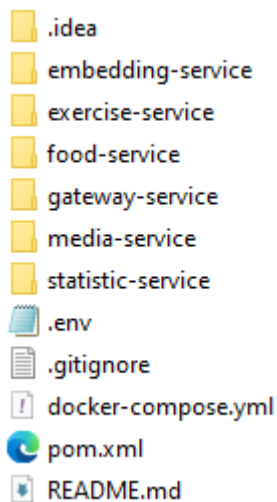 .idea
embedding-service
exercise-service
food-service
gateway-service
media-service
statistic-service
.env
.gitignore
docker-compose.yml
pom.xml
README.md